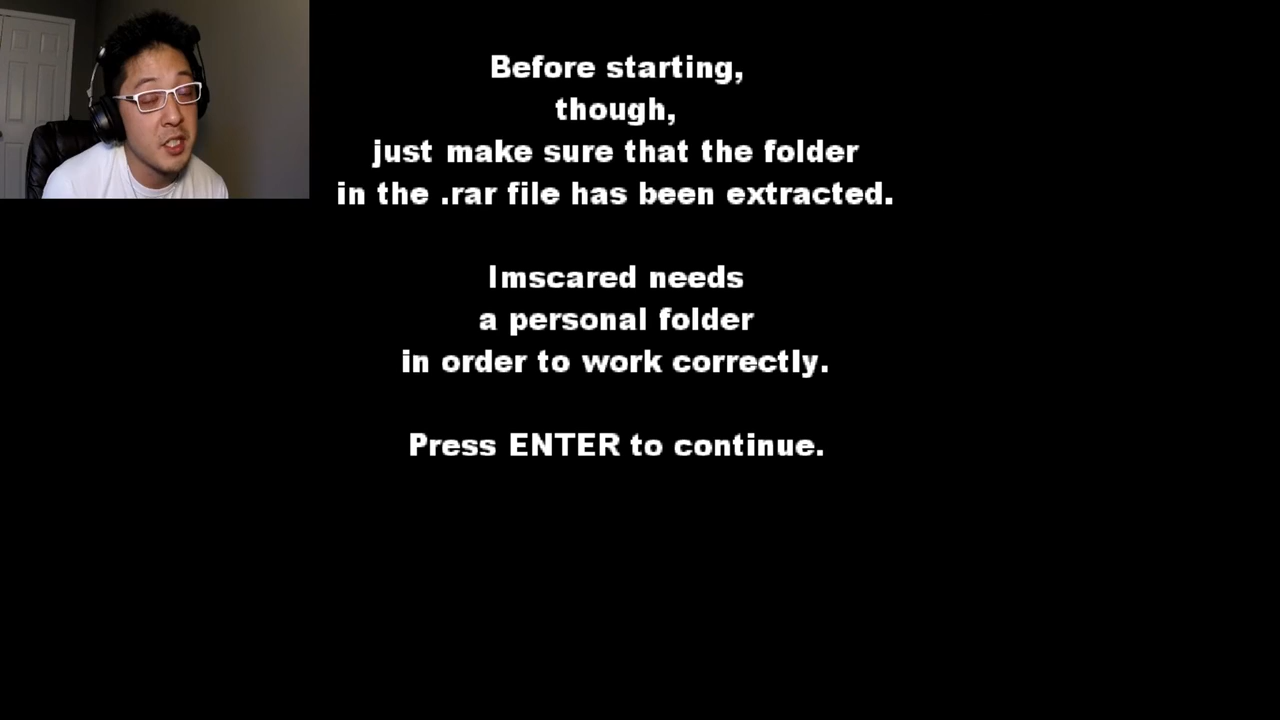 Before starting,
though,
just make sure that the folder
in the .rar file has been extracted.
Imscared needs
a personal folder
in order to work correctly.
Press ENTER to continue.